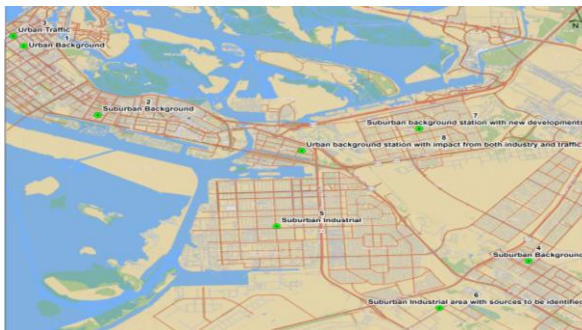 3
Urban Traffic
1
Urban Background
2
Suburban Background
7
Suburban background station with new developments
8
Urban background station with impact from both industry and traffic
5
Suburban Industrial
4
Suburban Background
6
Suburban Industrial area with sources to be identified
N